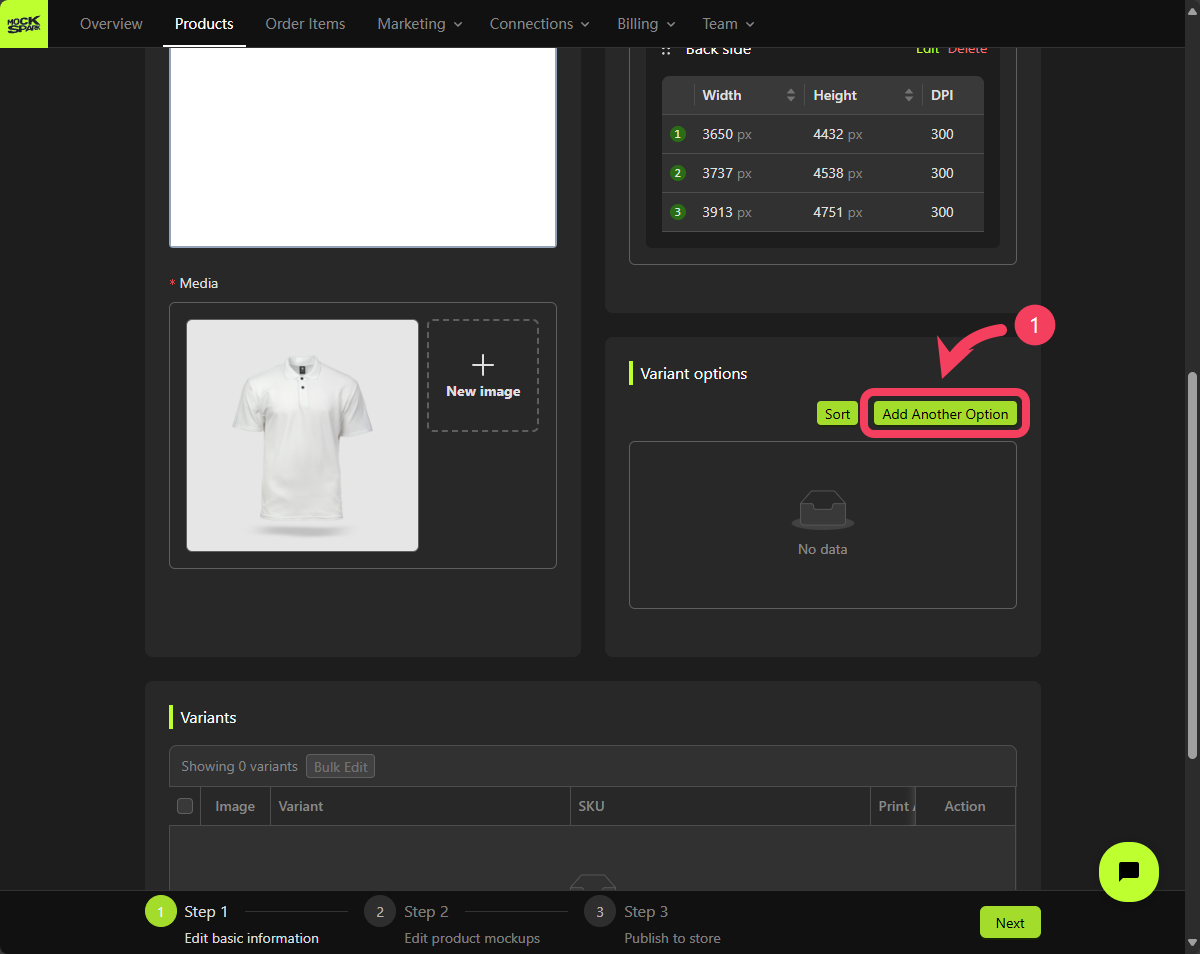 MOCK
SPARK
Overview
Products
Order Items
Marketing
Connections
Billing
Team
Back side
Edit
Delete
Width
Height
DPI
1
3650 px
4432 px
300
2
3737 px
4538 px
300
3
3913 px
4751 px
300
* Media
New image
1
Variant options
Sort
Add Another Option
No data
Variants
Showing 0 variants
Bulk Edit
Image
Variant
SKU
Print
Action
1
Step 1
Edit basic information
2
Step 2
Edit product mockups
3
Step 3
Publish to store
Next